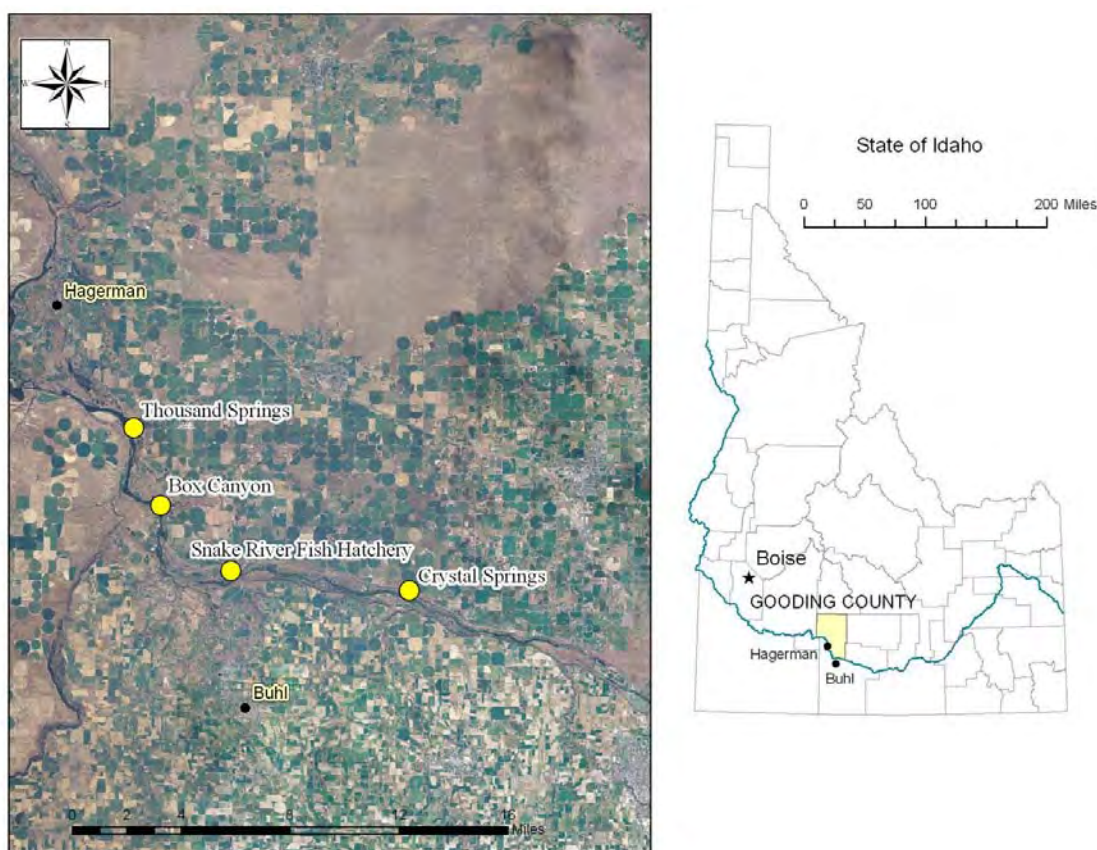 N
W
E
S
Hagerman
Thousand Springs
Box Canyon
Snake River Fish Hatchery
Crystal Springs
Buhl
0 2 4 8 12 16
Miles
State of Idaho
0 25 50 100 200 Miles
Boise
GOODING COUNTY
Hagerman
Buhl